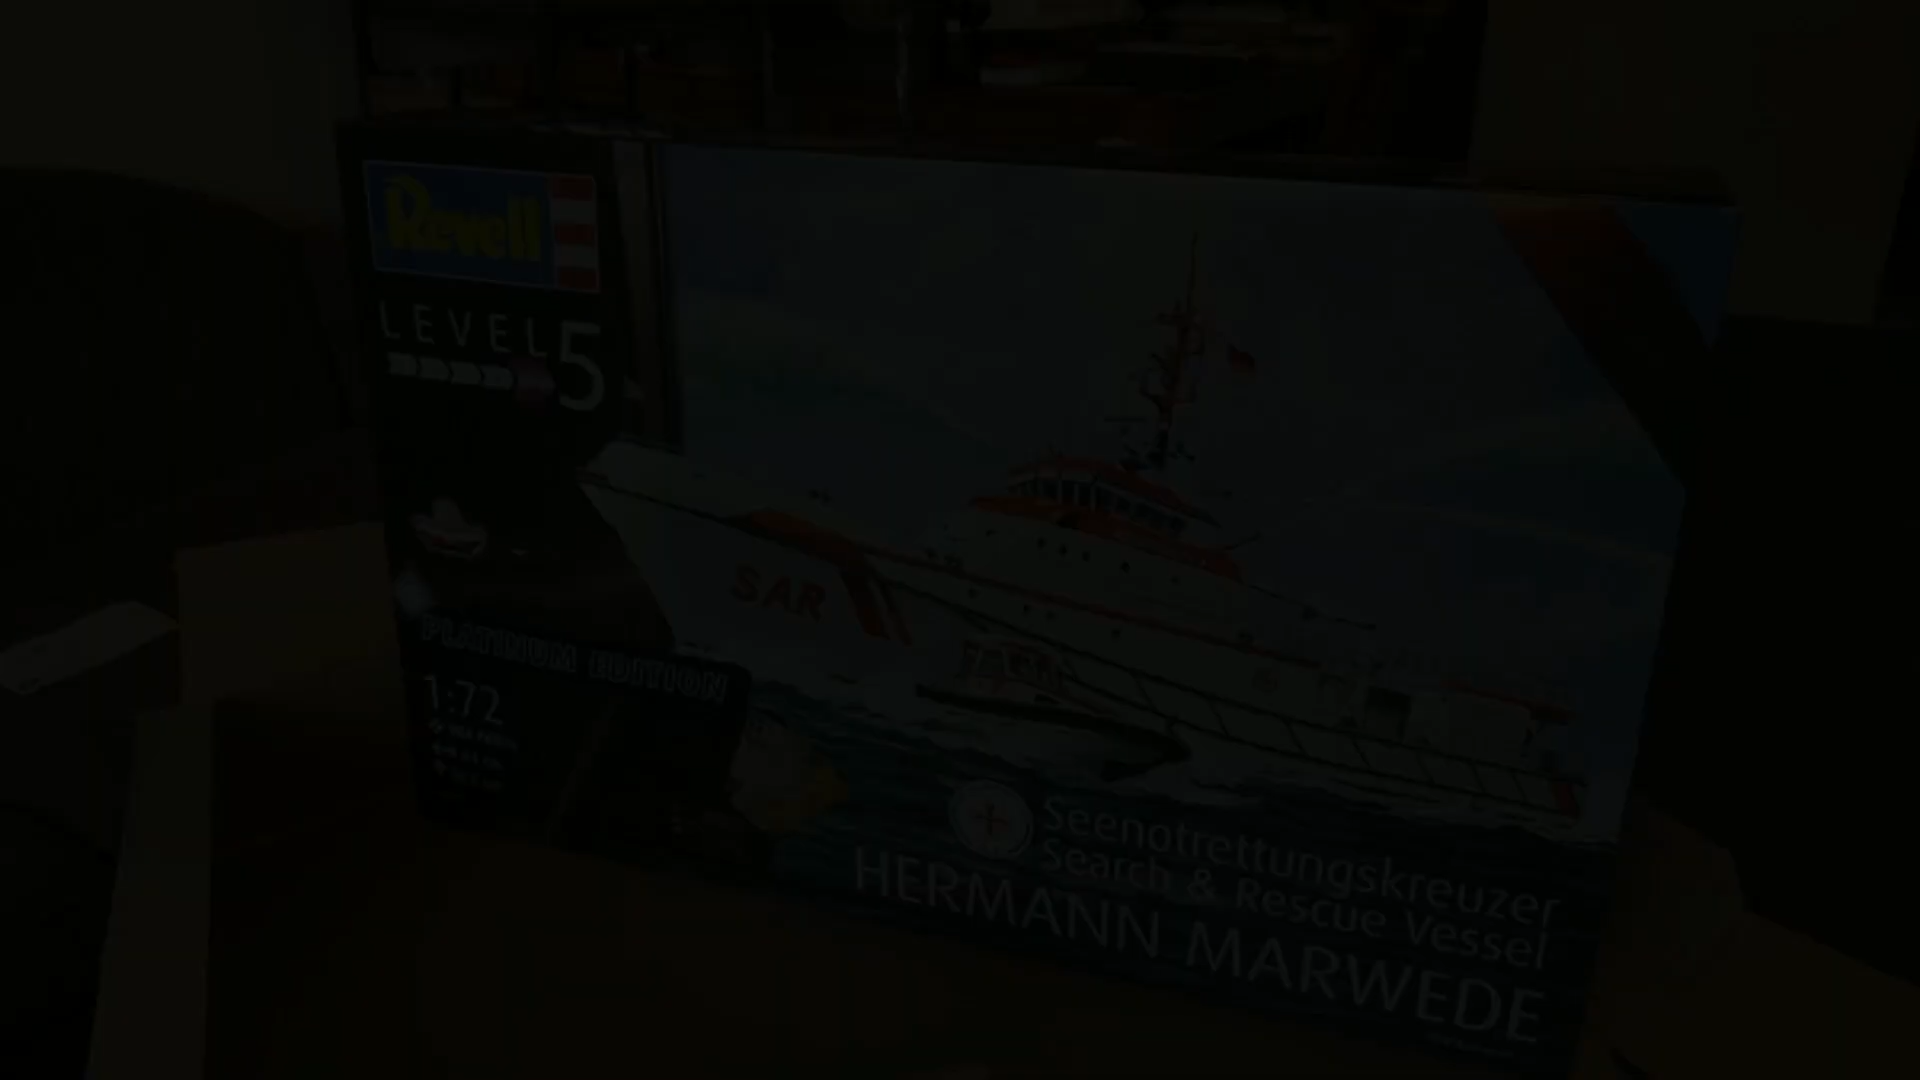 Revell
LEVEL 5
SAR
PLATINUM EDITION
1:72
Seenotrettungskreuzer
Search & Rescue Vessel
HERMANN MARWEDE